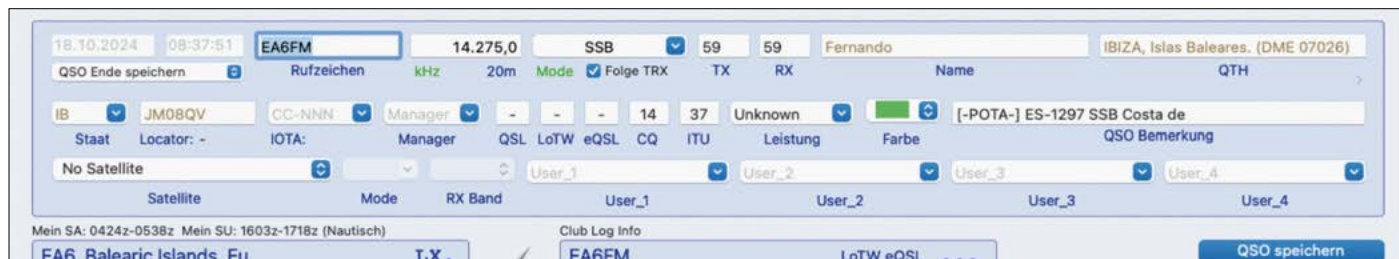 18.10.2024 08:37:51 EA6FM 14.275,0 SSB 59 59 Fernando IBIZA, Islas Baleares. (DME 07026)
QSO Ende speichern Rufzeichen kHz 20m Mode Folge TRX TX RX Name QTH
IB JM08QV CC-NNN Manager - - - 14 37 Unknown [-POTA-] ES-1297 SSB Costa de
Staat Locator: - IOTA: Manager QSL LoTW eQSL CQ ITU Leistung Farbe QSO Bemerkung
No Satellite User_1 User_2 User_3 User_4
Satellite Mode RX Band User_1 User_2 User_3 User_4
Mein SA: 0424z-0538z Mein SU: 1603z-1718z (Nautisch) Club Log Info
EA6, Balearic Islands, Eu EA6FM LoTW eQSL QSO speichern